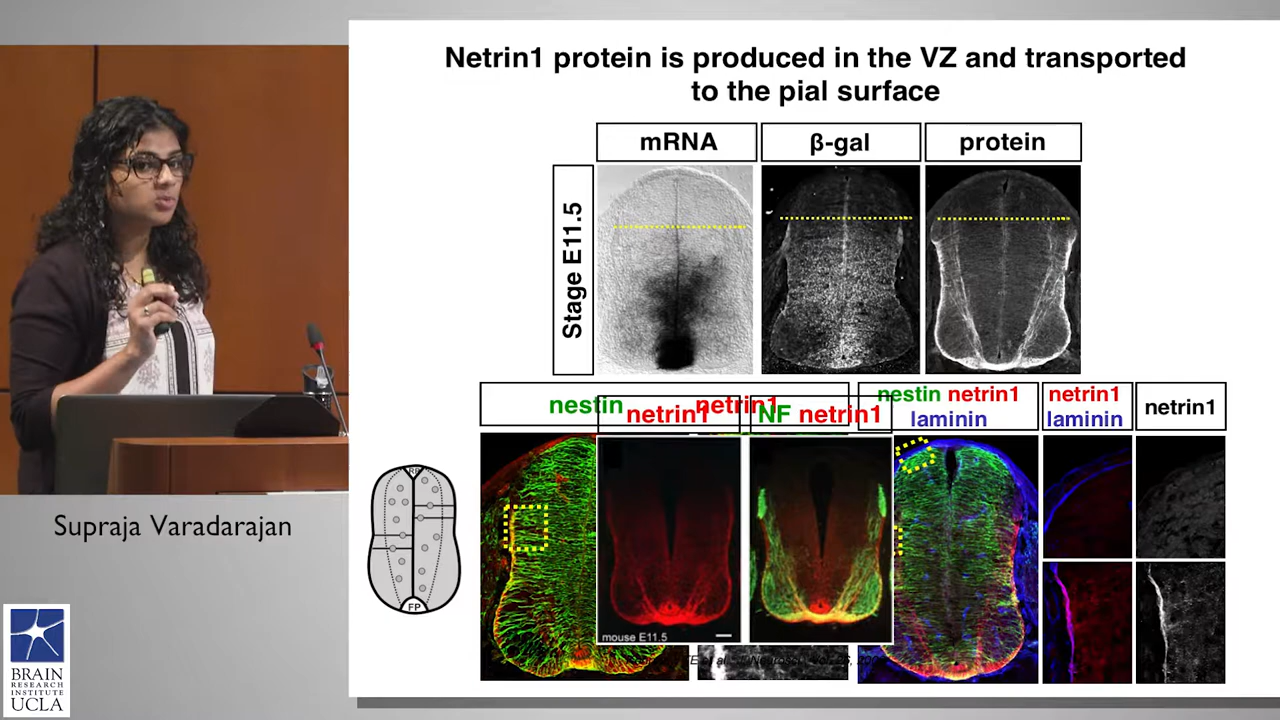 Netrin1 protein is produced in the VZ and transported
to the pial surface
mRNA
β-gal
protein
Stage E11.5
nestin
netrin1
netrin1
NF netrin1
nestin netrin1
laminin
netrin1
laminin
netrin1
RP
FP
mouse E11.5
Supraja Varadarajan
BRAIN
RESEARCH
INSTITUTE
UCLA